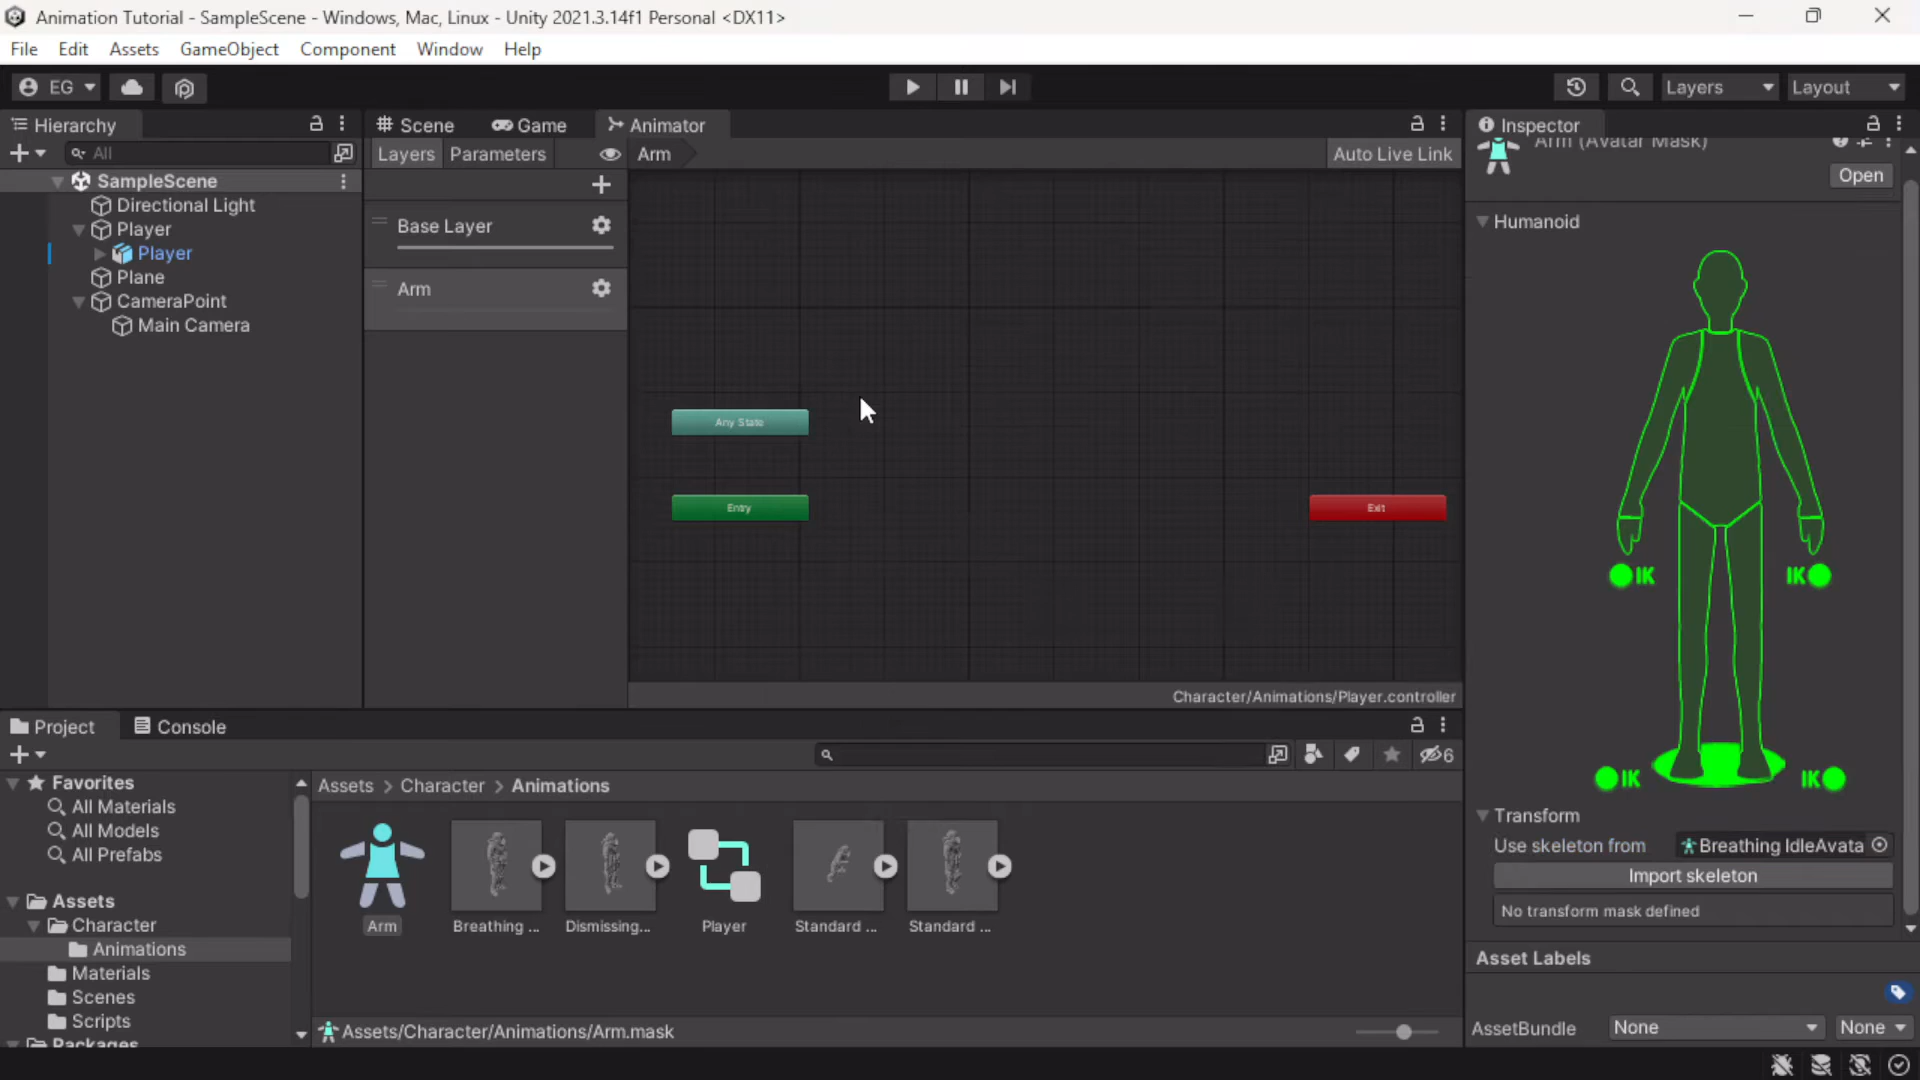 Animation Tutorial - SampleScene - Windows, Mac, Linux - Unity 2021.3.14f1 Personal <DX11>
File Edit Assets GameObject Component Window Help
EG
Layers
Layout
Hierarchy
All
SampleScene
Directional Light
Player
Player
Plane
CameraPoint
Main Camera
Scene Game Animator
Layers Parameters Arm Auto Live Link
Base Layer
Arm
Any State
Entry
Exit
Character/Animations/Player.controller
Inspector
Arm (Avatar Mask)
Open
Humanoid
IK IK
IK IK
Transform
Use skeleton from Breathing IdleAvata
Import skeleton
No transform mask defined
Asset Labels
AssetBundle None None
Project Console
6
Favorites
All Materials
All Models
All Prefabs
Assets
Character
Animations
Materials
Scenes
Scripts
Packages
Assets > Character > Animations
Arm Breathing ... Dismissing... Player Standard ... Standard ...
Assets/Character/Animations/Arm.mask